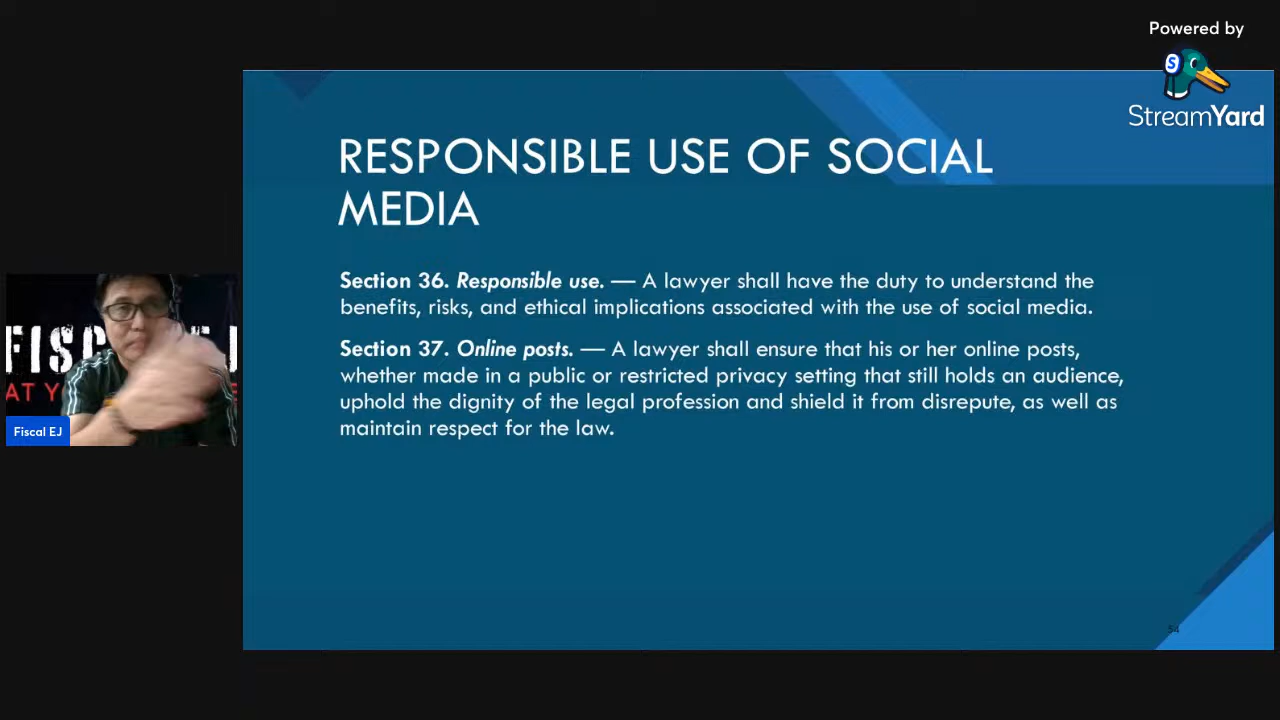 Powered by
StreamYard
RESPONSIBLE USE OF SOCIAL
MEDIA
Section 36. Responsible use. — A lawyer shall have the duty to understand the
benefits, risks, and ethical implications associated with the use of social media.
Section 37. Online posts. — A lawyer shall ensure that his or her online posts,
whether made in a public or restricted privacy setting that still holds an audience,
uphold the dignity of the legal profession and shield it from disrepute, as well as
maintain respect for the law.
Fiscal EJ
54